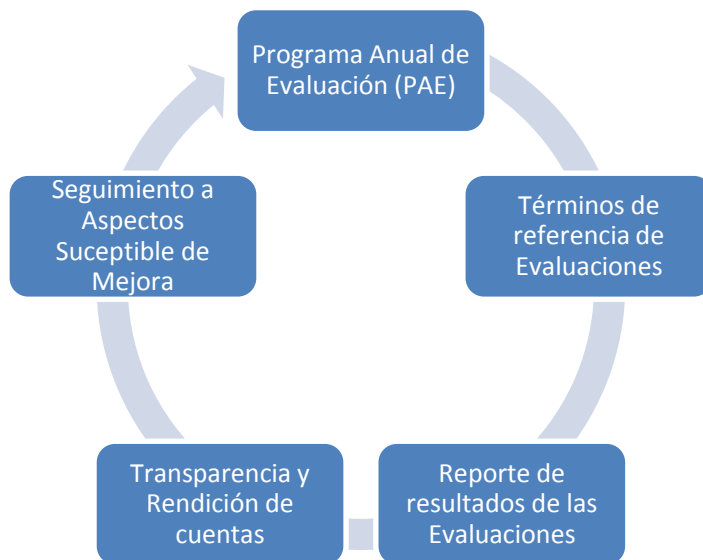 Programa Anual de
Evaluación (PAE)
Términos de
referencia de
Evaluaciones
Reporte de
resultados de las
Evaluaciones
Transparencia y
Rendición de
cuentas
Seguimiento a
Aspectos
Suceptible de
Mejora